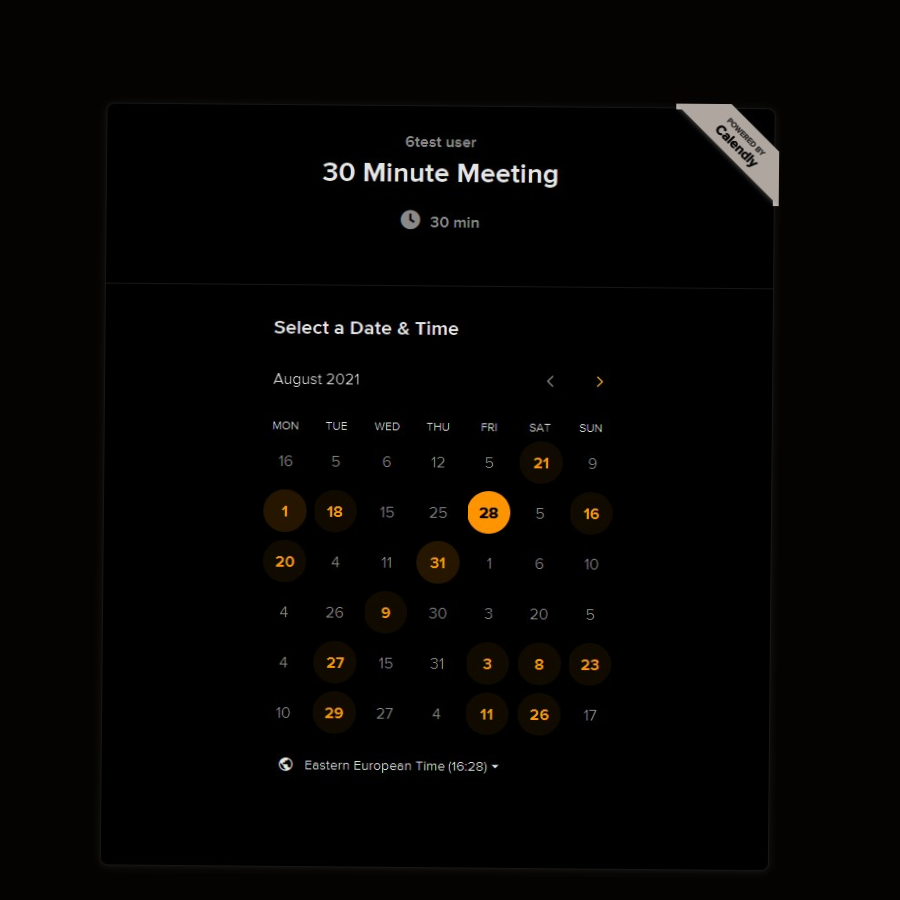 POWERED BY
Calendly
6test user
30 Minute Meeting
30 min
Select a Date & Time
August 2021
MON TUE WED THU FRI SAT SUN
16 5 6 12 5 21 9
1 18 15 25 28 5 16
20 4 11 31 1 6 10
4 26 9 30 3 20 5
4 27 15 31 3 8 23
10 29 27 4 11 26 17
Eastern European Time (16:28)